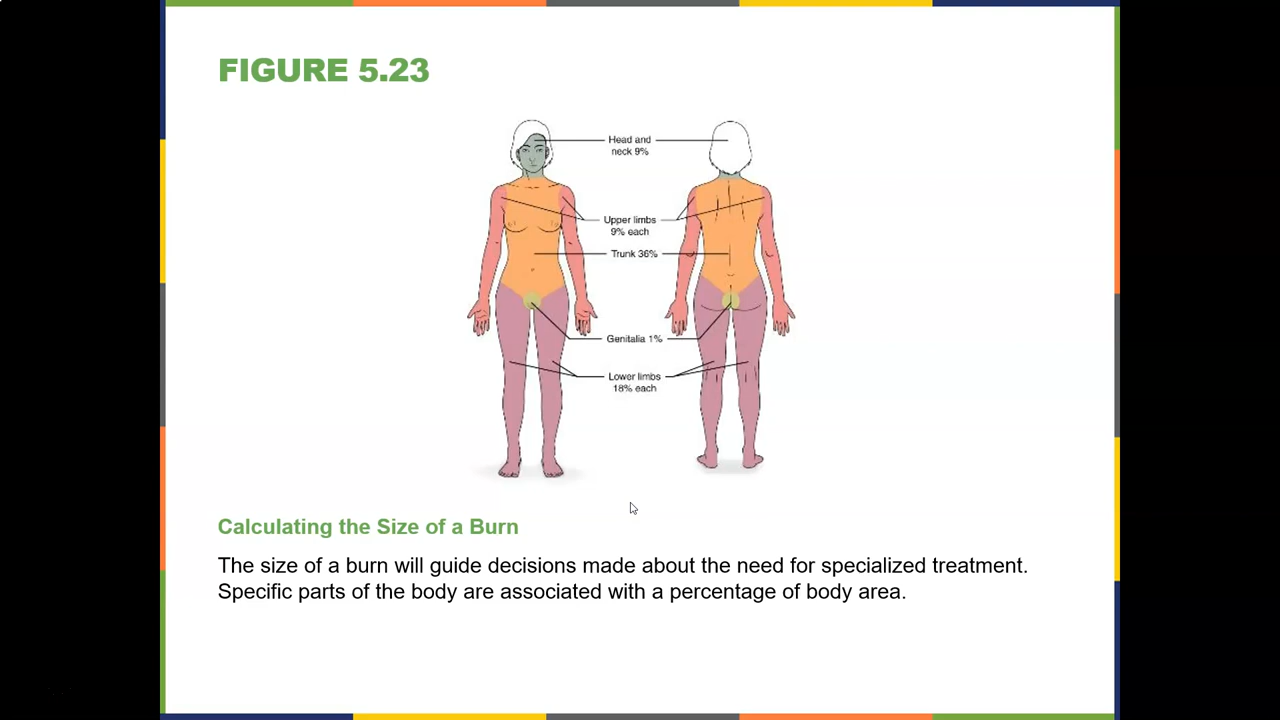 FIGURE 5.23
Head and
neck 9%
Upper limbs
9% each
Trunk 36%
Genitalia 1%
Lower limbs
18% each
Calculating the Size of a Burn
The size of a burn will guide decisions made about the need for specialized treatment.
Specific parts of the body are associated with a percentage of body area.